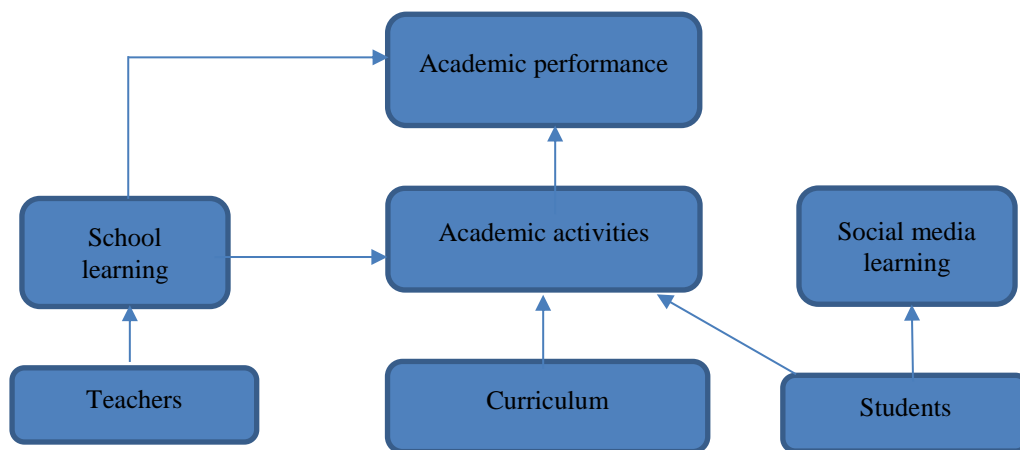 Academic performance
School
learning
Academic activities
Social media
learning
Teachers
Curriculum
Students